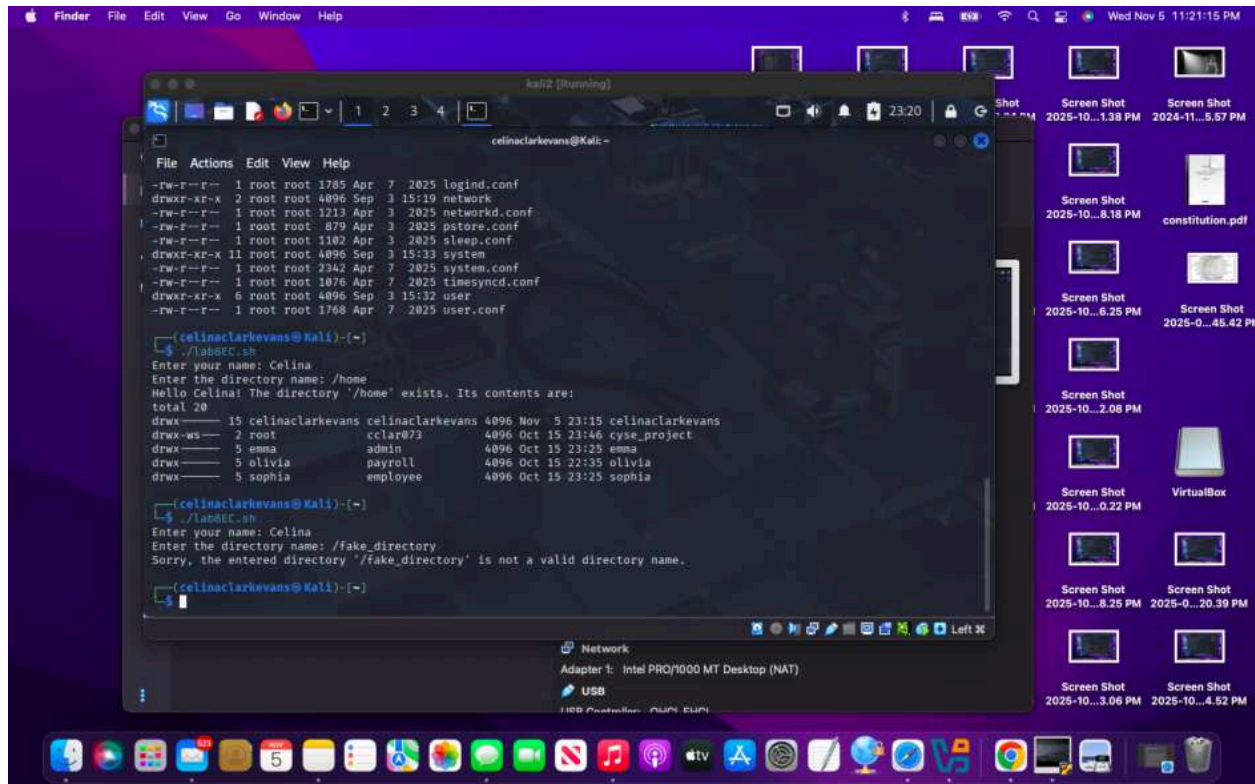 Finder File Edit View Go Window Help
Wed Nov 5 11:21:15 PM
kali2 [Running]
1 2 3 4
23:20
celinaclarkevans@Kali: ~
File Actions Edit View Help
-rw-r--r-- 1 root root 1785 Apr 7 2025 logind.conf
drwxr-xr-x 2 root root 4096 Sep 3 15:19 network
-rw-r--r-- 1 root root 1213 Apr 3 2025 networkd.conf
-rw-r--r-- 1 root root 879 Apr 3 2025 pstore.conf
-rw-r--r-- 1 root root 1102 Apr 3 2025 sleep.conf
drwxr-xr-x 11 root root 4096 Sep 3 15:33 system
-rw-r--r-- 1 root root 2342 Apr 7 2025 system.conf
-rw-r--r-- 1 root root 1076 Apr 7 2025 timesyncd.conf
drwxr-xr-x 6 root root 4096 Sep 3 15:32 user
-rw-r--r-- 1 root root 1768 Apr 7 2025 user.conf
(celinaclarkevans㉿Kali)-[~]
$ ./lab8EC.sh
Enter your name: Celina
Enter the directory name: /home
Hello Celina! The directory '/home' exists. Its contents are:
total 20
drwx------ 15 celinaclarkevans celinaclarkevans 4096 Nov 5 23:15 celinaclarkevans
drwx-ws--- 2 root cclar073 4096 Oct 15 23:46 cyse_project
drwx------ 5 emma admin 4096 Oct 15 23:25 emma
drwx------ 5 olivia payroll 4096 Oct 15 22:35 olivia
drwx------ 5 sophia employee 4096 Oct 15 23:25 sophia
(celinaclarkevans㉿Kali)-[~]
$ ./lab8EC.sh
Enter your name: Celina
Enter the directory name: /fake_directory
Sorry, the entered directory '/fake_directory' is not a valid directory name.
(celinaclarkevans㉿Kali)-[~]
$
Left ⌘
Network
Adapter 1: Intel PRO/1000 MT Desktop (NAT)
USB
USB Controller: OHCI, EHCI
Shot
Screen Shot
2025-10...1.38 PM
Screen Shot
2024-11...5.57 PM
Screen Shot
2025-10...8.18 PM
constitution.pdf
Screen Shot
2025-10...6.25 PM
Screen Shot
2025-0...45.42 P
Screen Shot
2025-10...2.08 PM
Screen Shot
2025-10...0.22 PM
VirtualBox
Screen Shot
2025-10...8.25 PM
Screen Shot
2025-0...20.39 PM
Screen Shot
2025-10...3.06 PM
Screen Shot
2025-10...4.52 PM
523
NOV
5
tv